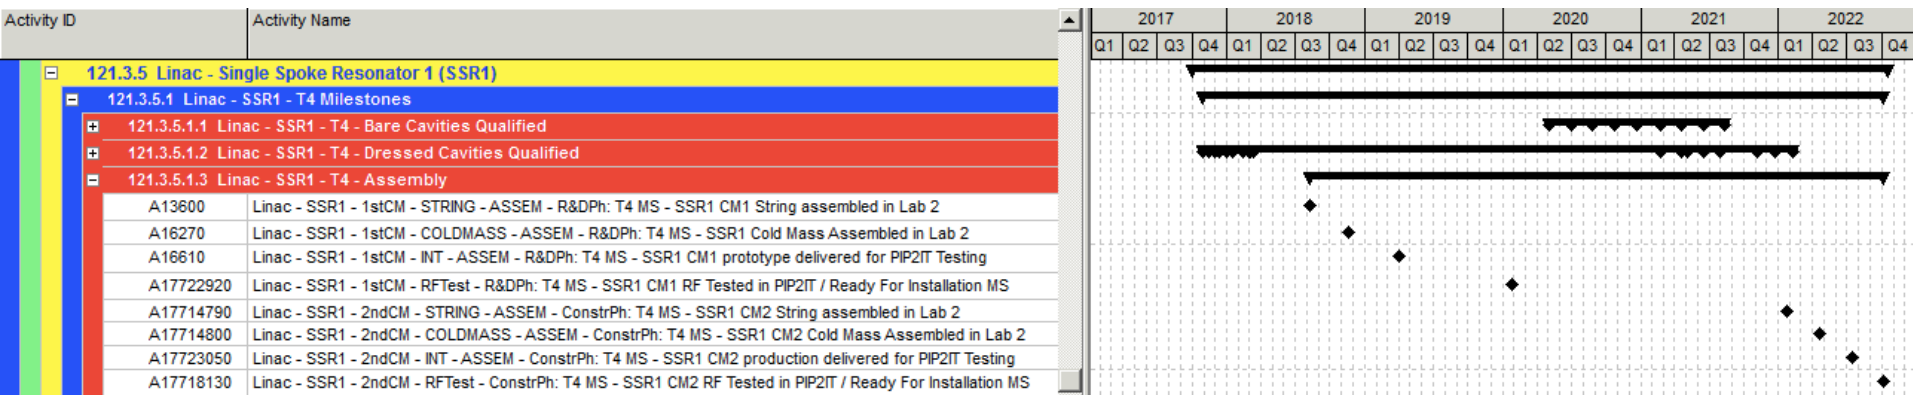 Activity ID Activity Name 2017 2018 2019 2020 2021 2022
Q1 Q2 Q3 Q4 Q1 Q2 Q3 Q4 Q1 Q2 Q3 Q4 Q1 Q2 Q3 Q4 Q1 Q2 Q3 Q4 Q1 Q2 Q3 Q4
121.3.5 Linac - Single Spoke Resonator 1 (SSR1)
121.3.5.1 Linac - SSR1 - T4 Milestones
121.3.5.1.1 Linac - SSR1 - T4 - Bare Cavities Qualified
121.3.5.1.2 Linac - SSR1 - T4 - Dressed Cavities Qualified
121.3.5.1.3 Linac - SSR1 - T4 - Assembly
A13600 Linac - SSR1 - 1stCM - STRING - ASSEM - R&DPh: T4 MS - SSR1 CM1 String assembled in Lab 2
A16270 Linac - SSR1 - 1stCM - COLDMASS - ASSEM - R&DPh: T4 MS - SSR1 Cold Mass Assembled in Lab 2
A16610 Linac - SSR1 - 1stCM - INT - ASSEM - R&DPh: T4 MS - SSR1 CM1 prototype delivered for PIP2IT Testing
A17722920 Linac - SSR1 - 1stCM - RFTest - R&DPh: T4 MS - SSR1 CM1 RF Tested in PIP2IT / Ready For Installation MS
A17714790 Linac - SSR1 - 2ndCM - STRING - ASSEM - ConstrPh: T4 MS - SSR1 CM2 String assembled in Lab 2
A17714800 Linac - SSR1 - 2ndCM - COLDMASS - ASSEM - ConstrPh: T4 MS - SSR1 CM2 Cold Mass Assembled in Lab 2
A17723050 Linac - SSR1 - 2ndCM - INT - ASSEM - ConstrPh: T4 MS - SSR1 CM2 production delivered for PIP2IT Testing
A17718130 Linac - SSR1 - 2ndCM - RFTest - ConstrPh: T4 MS - SSR1 CM2 RF Tested in PIP2IT / Ready For Installation MS